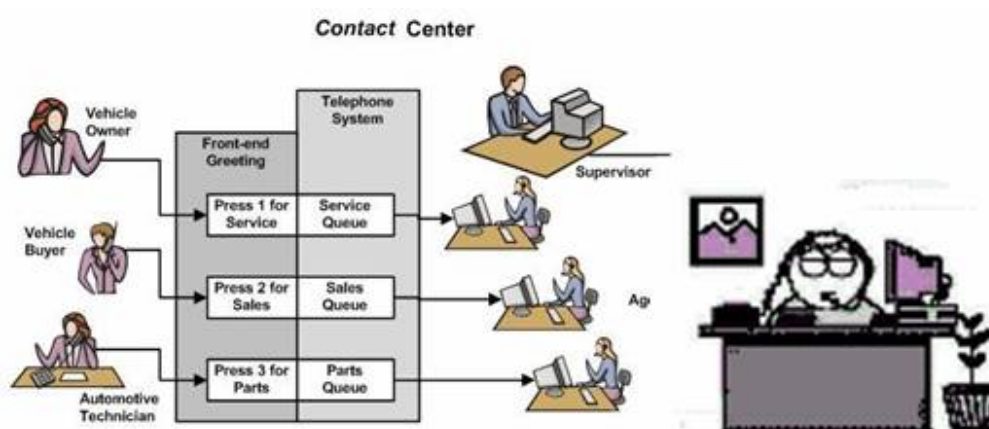 Contact Center
Vehicle
Owner
Telephone
System
Front-end
Greeting
Supervisor
Press 1 for
Service
Service
Queue
Vehicle
Buyer
Press 2 for
Sales
Sales
Queue
Ag
Press 3 for
Parts
Parts
Queue
Automotive
Technician